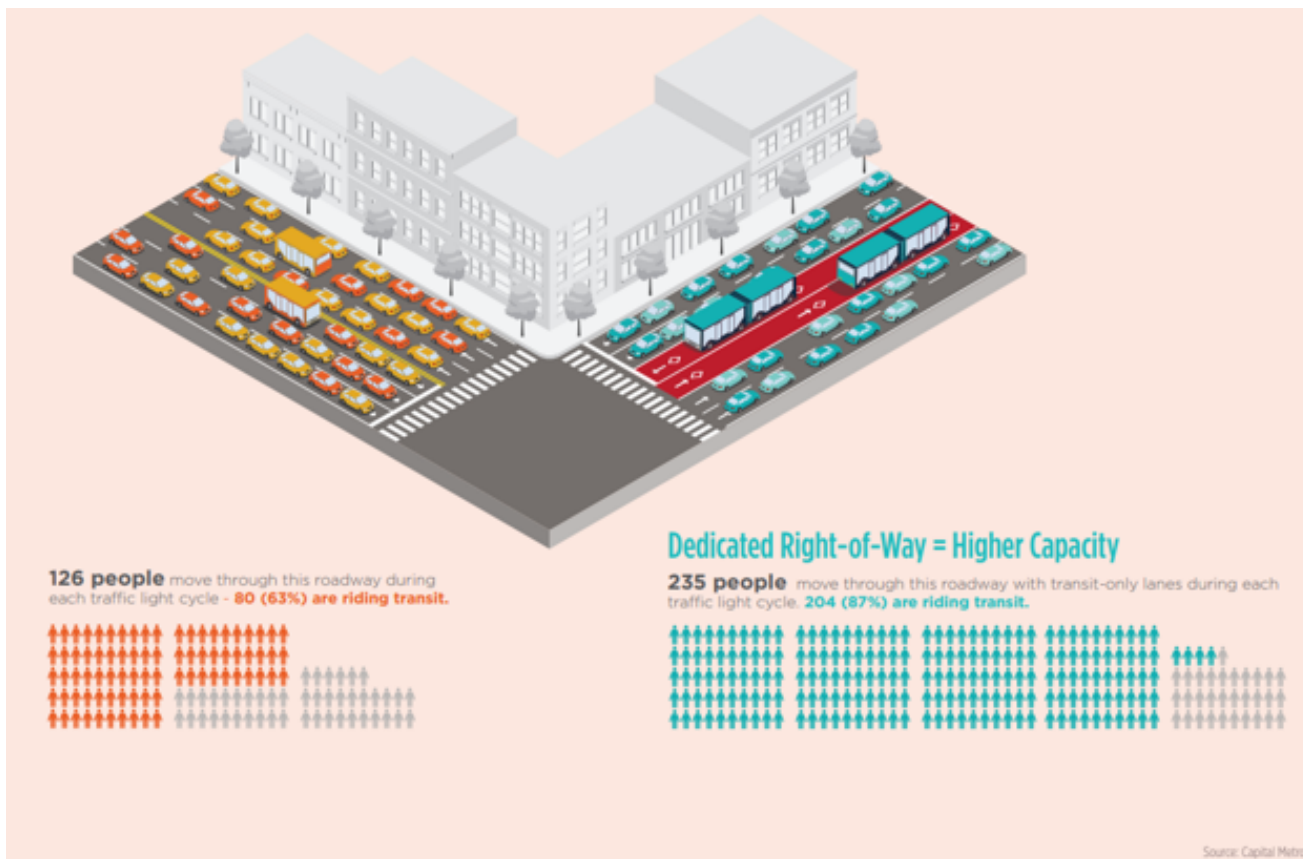 126 people move through this roadway during
each traffic light cycle - 80 (63%) are riding transit.
Dedicated Right-of-Way = Higher Capacity
235 people move through this roadway with transit-only lanes during each
traffic light cycle. 204 (87%) are riding transit.
Source: Capital Metro